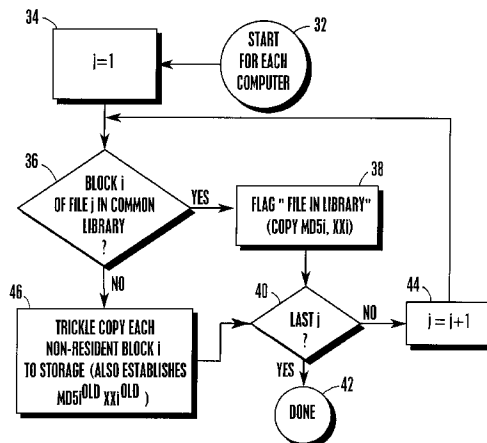 34
j=1
32
START
FOR EACH
COMPUTER
36
BLOCK i
OF FILE j IN COMMON
LIBRARY
?
YES
NO
38
FLAG " FILE IN LIBRARY"
(COPY MD5i, XXi)
46
TRICKLE COPY EACH
NON-RESIDENT BLOCK i
TO STORAGE (ALSO ESTABLISHES
MD5i^OLD XXi^OLD )
40
LAST j
?
NO
YES
44
j = j+1
42
DONE